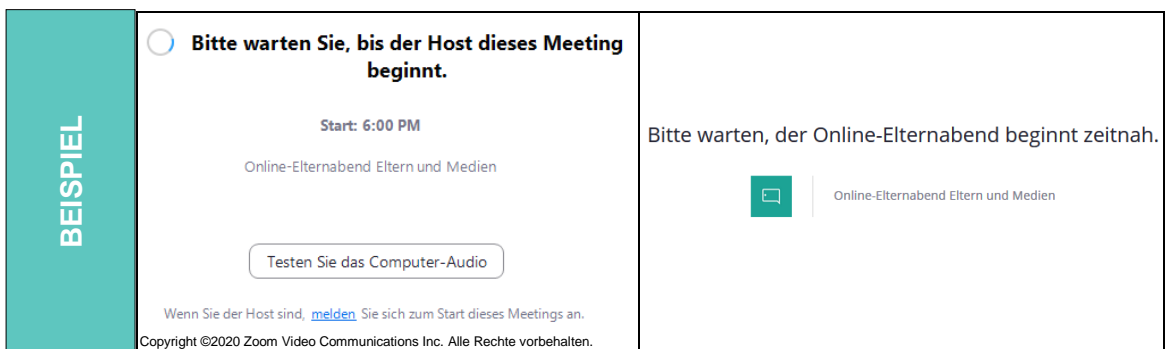 BEISPIEL
Bitte warten Sie, bis der Host dieses Meeting
beginnt.
Start: 6:00 PM
Online-Elternabend Eltern und Medien
Testen Sie das Computer-Audio
Wenn Sie der Host sind, melden Sie sich zum Start dieses Meetings an.
Copyright ©2020 Zoom Video Communications Inc. Alle Rechte vorbehalten.
Bitte warten, der Online-Elternabend beginnt zeitnah.
Online-Elternabend Eltern und Medien